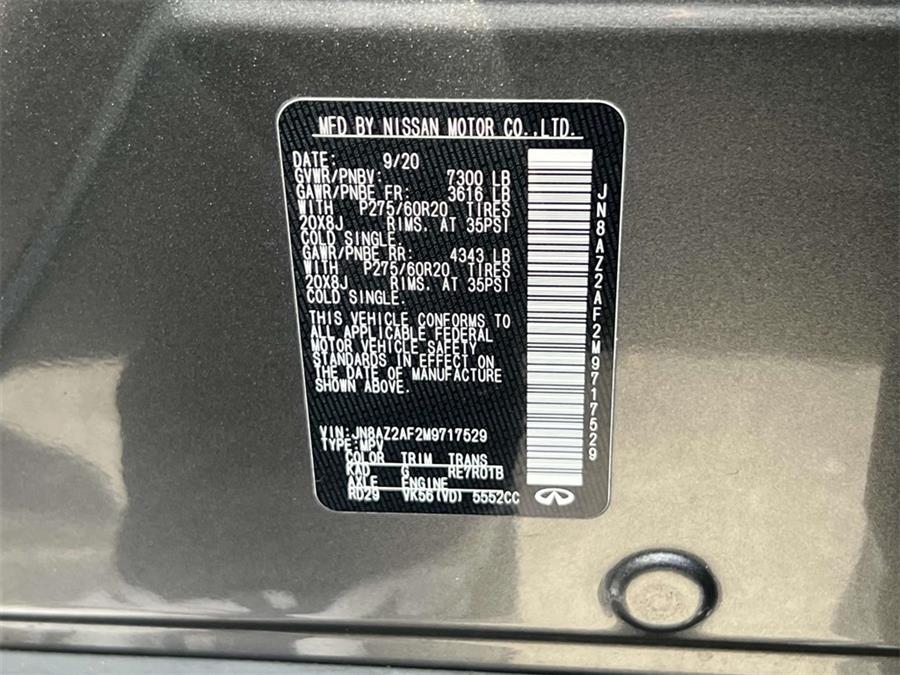 MFD BY NISSAN MOTOR CO.,LTD.
DATE: 9/20
GVWR/PNBV: 7300 LB
GAWR/PNBE FR: 3616 LB
WITH P275/60R20 TIRES
20X8J RIMS. AT 35PSI
COLD SINGLE.
GAWR/PNBE RR: 4343 LB
WITH P275/60R20 TIRES
20X8J RIMS. AT 35PSI
COLD SINGLE.
THIS VEHICLE CONFORMS TO
ALL APPLICABLE FEDERAL
MOTOR VEHICLE SAFETY
STANDARDS IN EFFECT ON
THE DATE OF MANUFACTURE
SHOWN ABOVE.
VIN:JN8AZ2AF2M9717529
TYPE:MPV
COLOR TRIM TRANS
KAD G RE7R01B
AXLE ENGINE
RD29 VK56(VD) 5552CC
JN8AZ2AF2M9717529